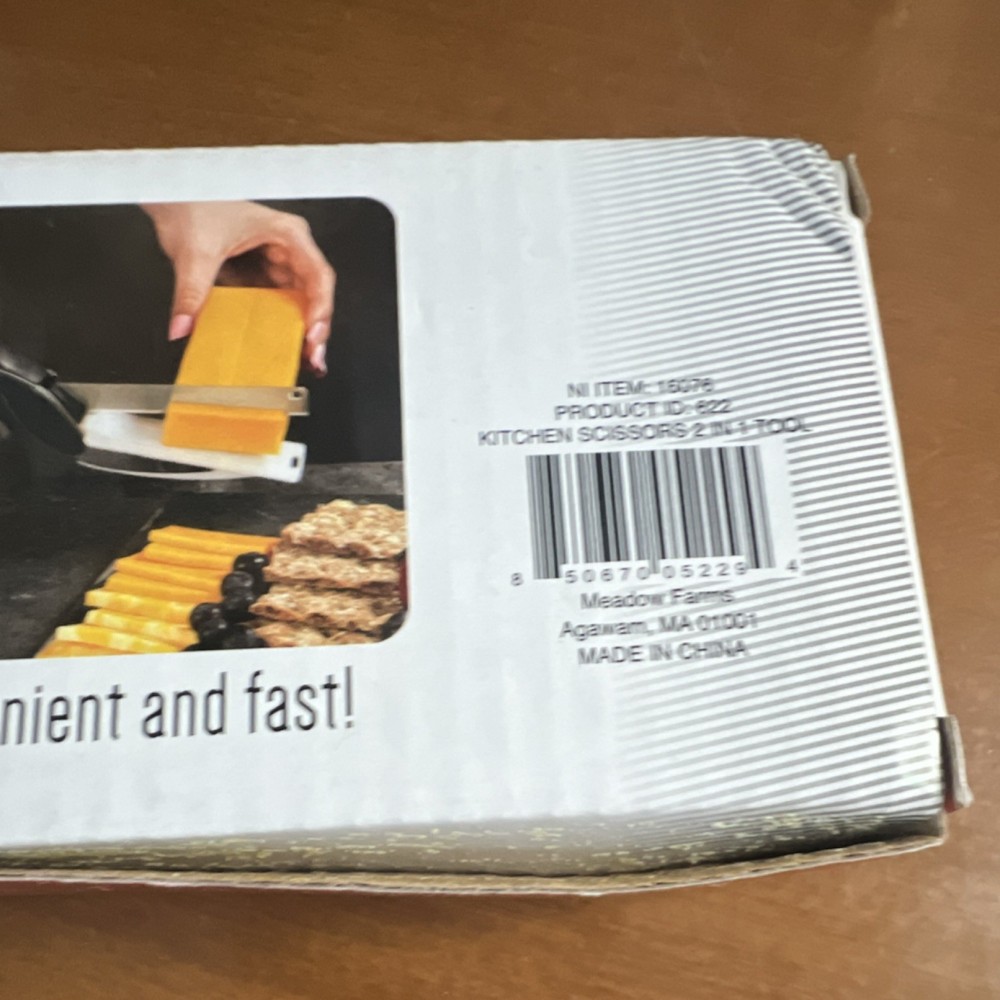 NI ITEM: 16076
PRODUCT ID: 622
KITCHEN SCISSORS 2 IN 1 TOOL
8 50670 05229 4
Meadow Farms
Agawam, MA 01001
MADE IN CHINA
nient and fast!